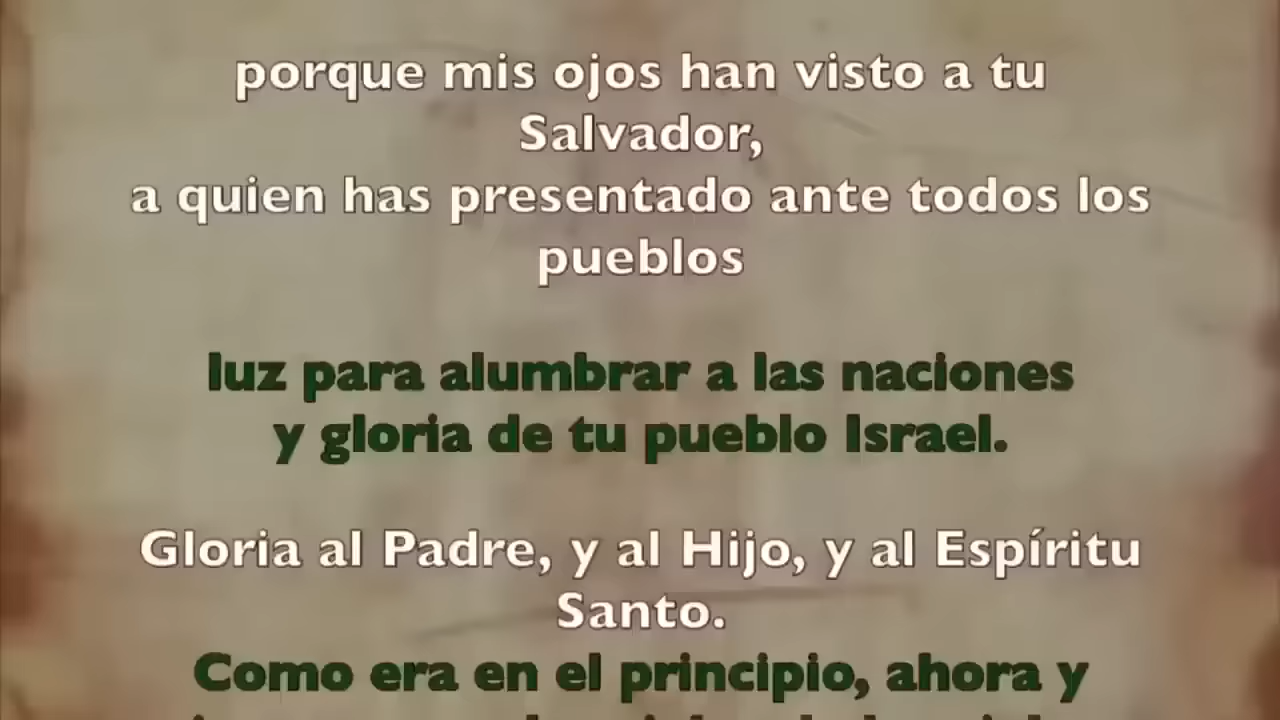 porque mis ojos han visto a tu
Salvador,
a quien has presentado ante todos los
pueblos
luz para alumbrar a las naciones
y gloria de tu pueblo Israel.
Gloria al Padre, y al Hijo, y al Espíritu
Santo.
Como era en el principio, ahora y